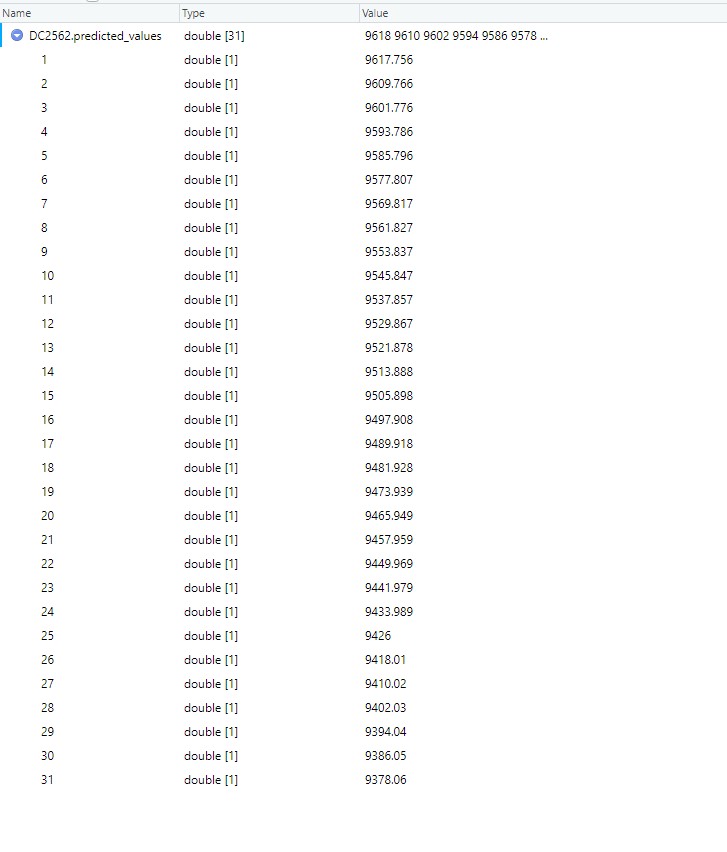 Name Type Value
DC2562.predicted_values double [31] 9618 9610 9602 9594 9586 9578 ...
1 double [1] 9617.756
2 double [1] 9609.766
3 double [1] 9601.776
4 double [1] 9593.786
5 double [1] 9585.796
6 double [1] 9577.807
7 double [1] 9569.817
8 double [1] 9561.827
9 double [1] 9553.837
10 double [1] 9545.847
11 double [1] 9537.857
12 double [1] 9529.867
13 double [1] 9521.878
14 double [1] 9513.888
15 double [1] 9505.898
16 double [1] 9497.908
17 double [1] 9489.918
18 double [1] 9481.928
19 double [1] 9473.939
20 double [1] 9465.949
21 double [1] 9457.959
22 double [1] 9449.969
23 double [1] 9441.979
24 double [1] 9433.989
25 double [1] 9426
26 double [1] 9418.01
27 double [1] 9410.02
28 double [1] 9402.03
29 double [1] 9394.04
30 double [1] 9386.05
31 double [1] 9378.06